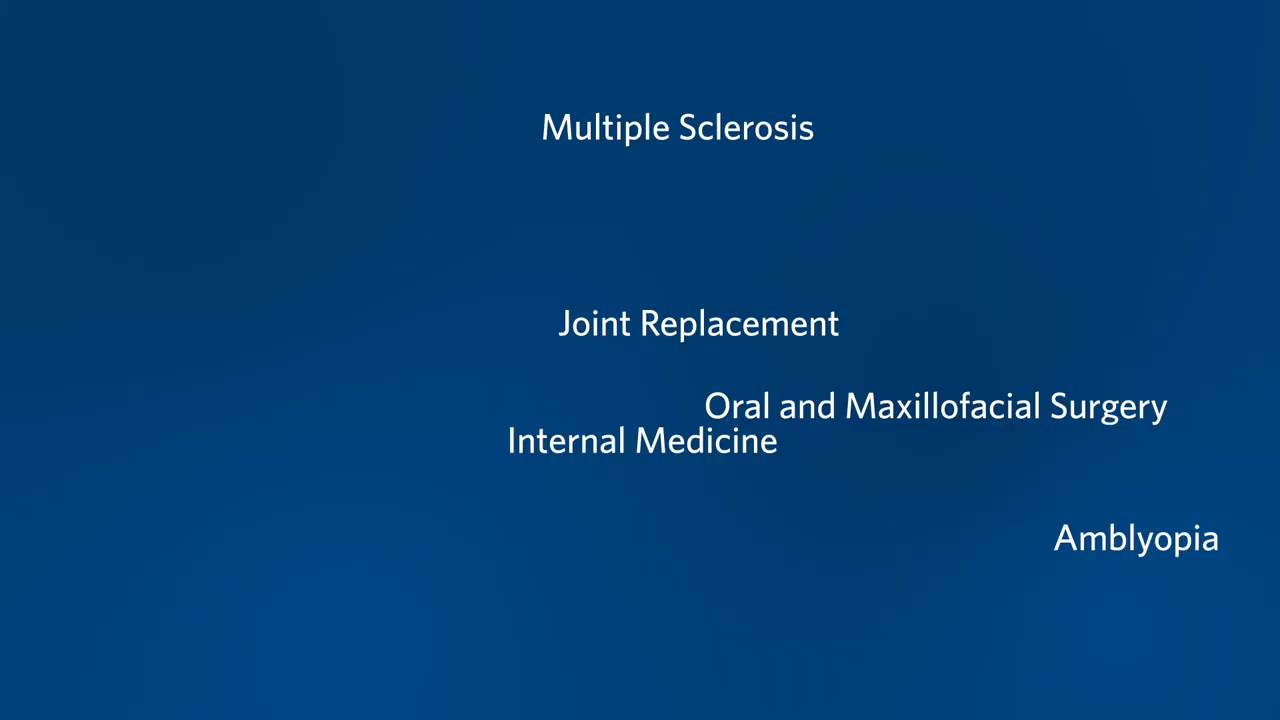 Multiple Sclerosis
Joint Replacement
Oral and Maxillofacial Surgery
Internal Medicine
Amblyopia